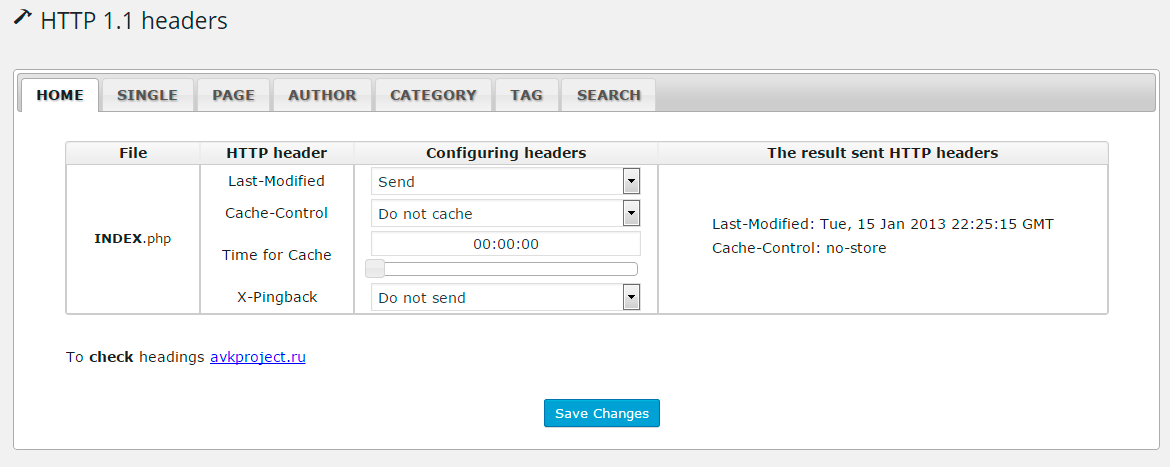 HTTP 1.1 headers
HOME SINGLE PAGE AUTHOR CATEGORY TAG SEARCH
File HTTP header Configuring headers The result sent HTTP headers
Last-Modified Send
Cache-Control Do not cache
INDEX.php
Time for Cache 00:00:00
X-Pingback Do not send
Last-Modified: Tue, 15 Jan 2013 22:25:15 GMT
Cache-Control: no-store
To check headings avkproject.ru
Save Changes